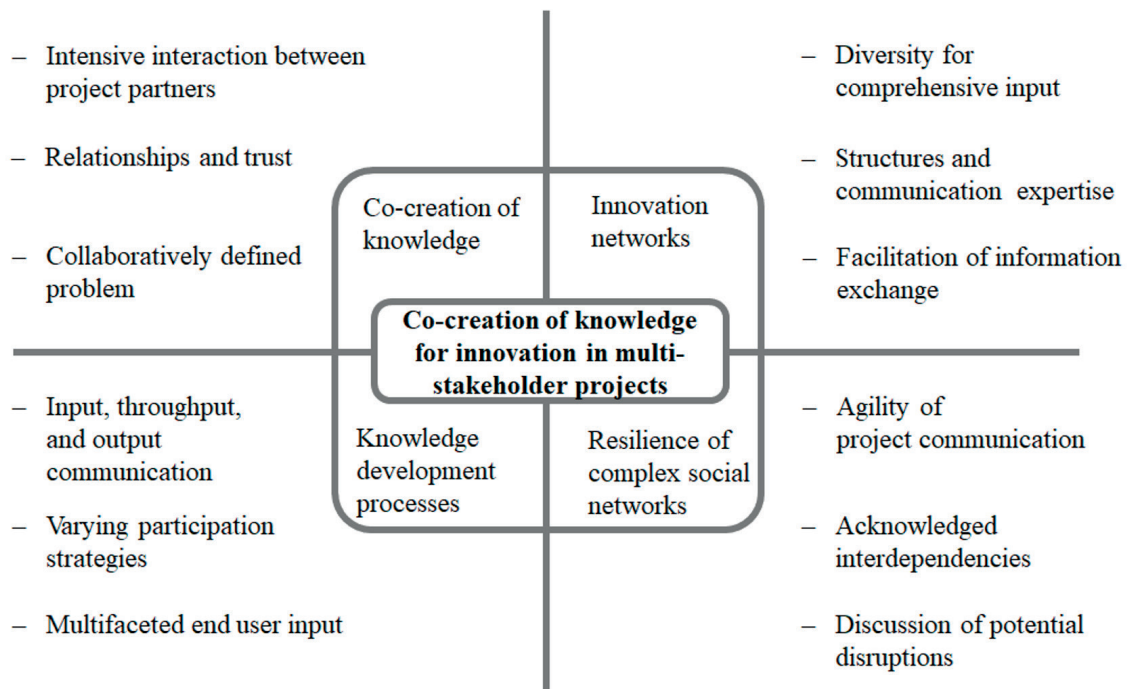 – Intensive interaction between
project partners
– Relationships and trust
– Collaboratively defined
problem
Co-creation of
knowledge
Innovation
networks
– Diversity for
comprehensive input
– Structures and
communication expertise
– Facilitation of information
exchange
Co-creation of knowledge
for innovation in multi-
stakeholder projects
– Input, throughput,
and output
communication
– Varying participation
strategies
– Multifaceted end user input
Knowledge
development
processes
Resilience of
complex social
networks
– Agility of
project communication
– Acknowledged
interdependencies
– Discussion of potential
disruptions